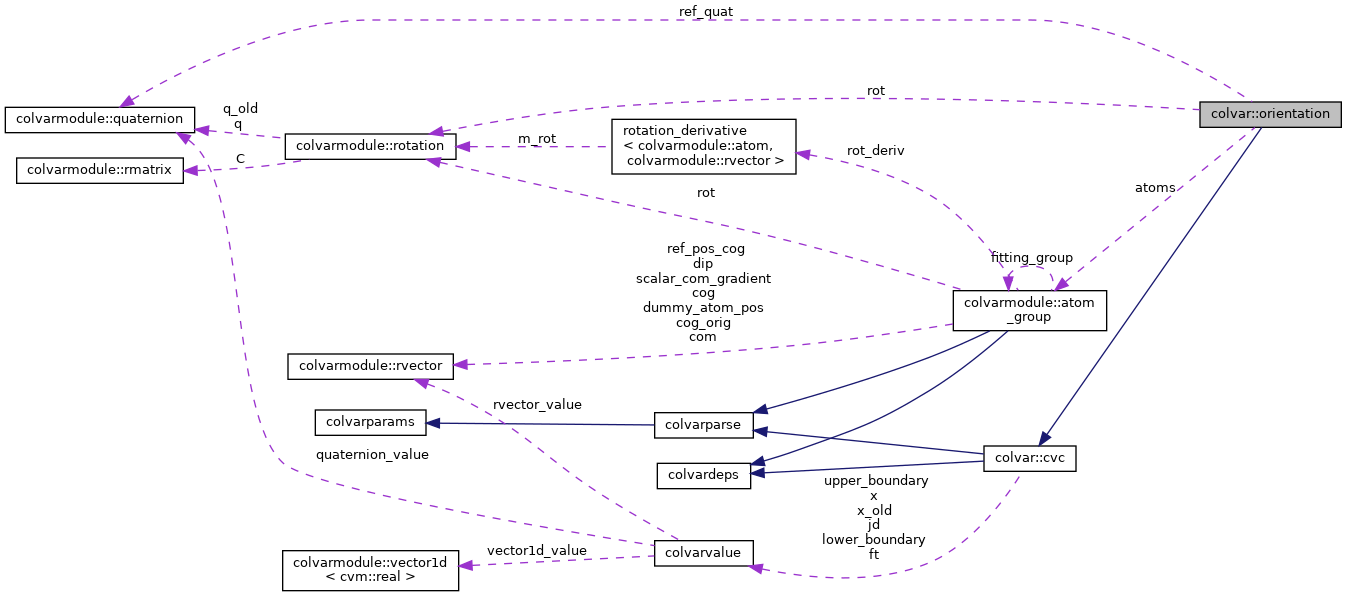 ref_quat
rot
colvar::orientation
colvarmodule::quaternion
q_old
q
colvarmodule::rotation
C
colvarmodule::rmatrix
m_rot
rotation_derivative
< colvarmodule::atom,
colvarmodule::rvector >
rot_deriv
atoms
rot
fitting_group
colvarmodule::atom
_group
ref_pos_cog
dip
scalar_com_gradient
cog
dummy_atom_pos
cog_orig
com
colvarmodule::rvector
rvector_value
colvarparams
colvarparse
quaternion_value
colvardeps
colvar::cvc
upper_boundary
x
x_old
jd
lower_boundary
ft
colvarvalue
vector1d_value
colvarmodule::vector1d
< cvm::real >